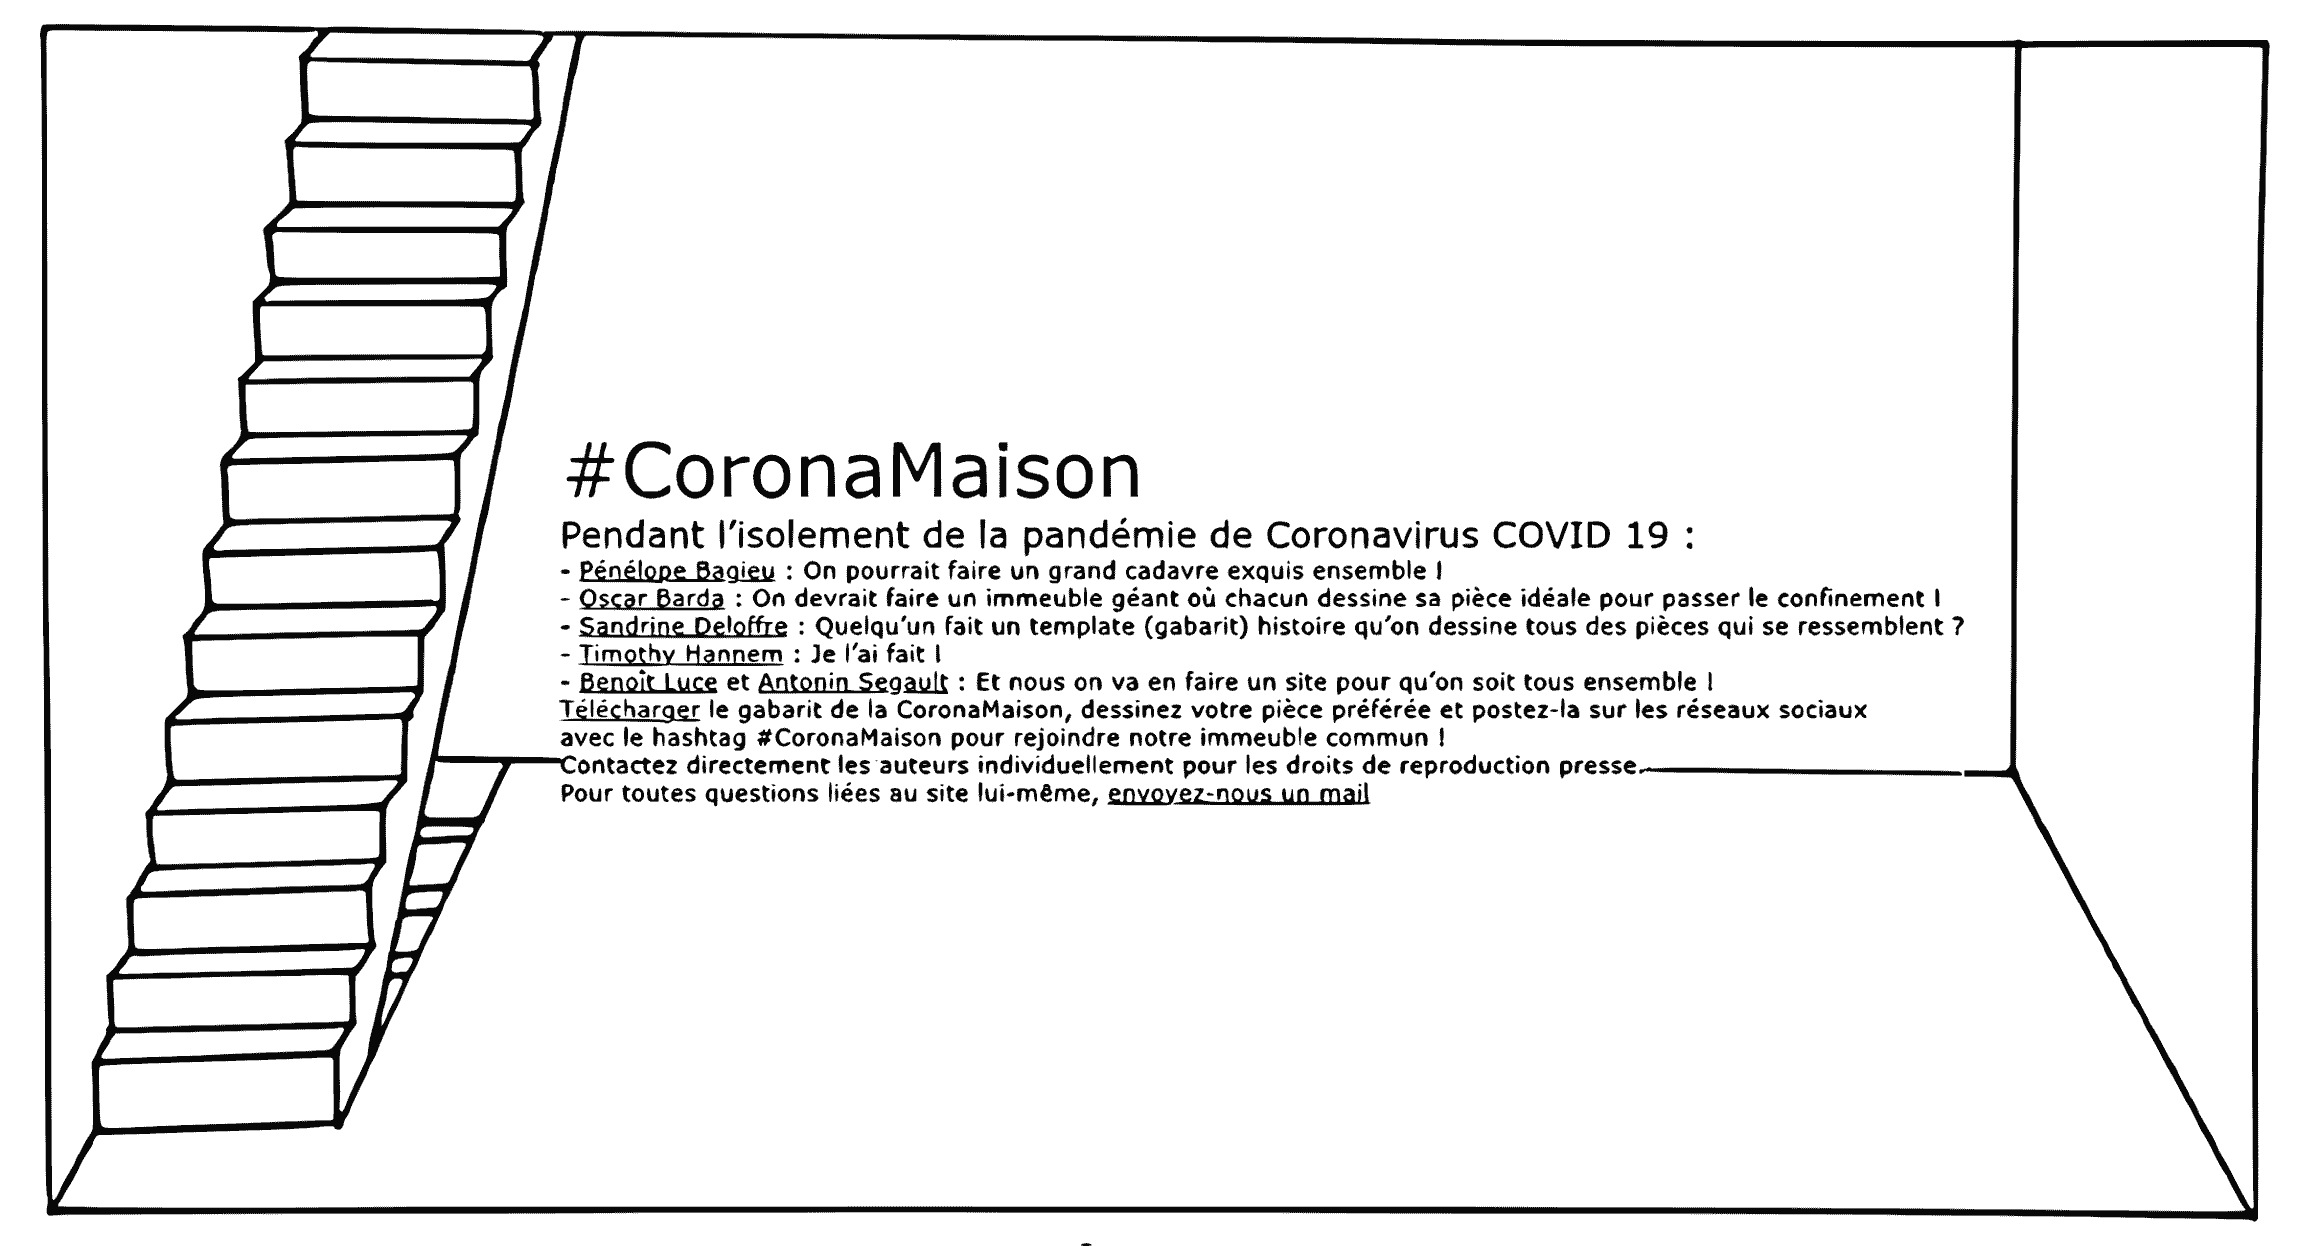 #CoronaMaison
Pendant l'isolement de la pandémie de Coronavirus COVID 19 :
- Pénélope Bagieu : On pourrait faire un grand cadavre exquis ensemble !
- Oscar Barda : On devrait faire un immeuble géant où chacun dessine sa pièce idéale pour passer le confinement !
- Sandrine Deloffre : Quelqu'un fait un template (gabarit) histoire qu'on dessine tous des pièces qui se ressemblent ?
- Timothy Hannem : Je l'ai fait !
- Benoît Luce et Antonin Segault : Et nous on va en faire un site pour qu'on soit tous ensemble !
Télécharger le gabarit de la CoronaMaison, dessinez votre pièce préférée et postez-la sur les réseaux sociaux
avec le hashtag #CoronaMaison pour rejoindre notre immeuble commun !
Contactez directement les auteurs individuellement pour les droits de reproduction presse.
Pour toutes questions liées au site lui-même, envoyez-nous un mail